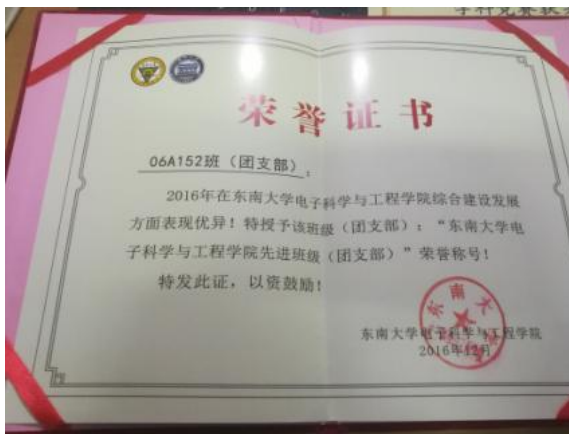 荣誉证书
06A152班（团支部）：
2016年在东南大学电子科学与工程学院综合建设发展
方面表现优异！特授予该班级（团支部）：“东南大学电
子科学与工程学院先进班级（团支部）”荣誉称号！
特发此证，以资鼓励！
东南大学电子科学与工程学院
2016年12月